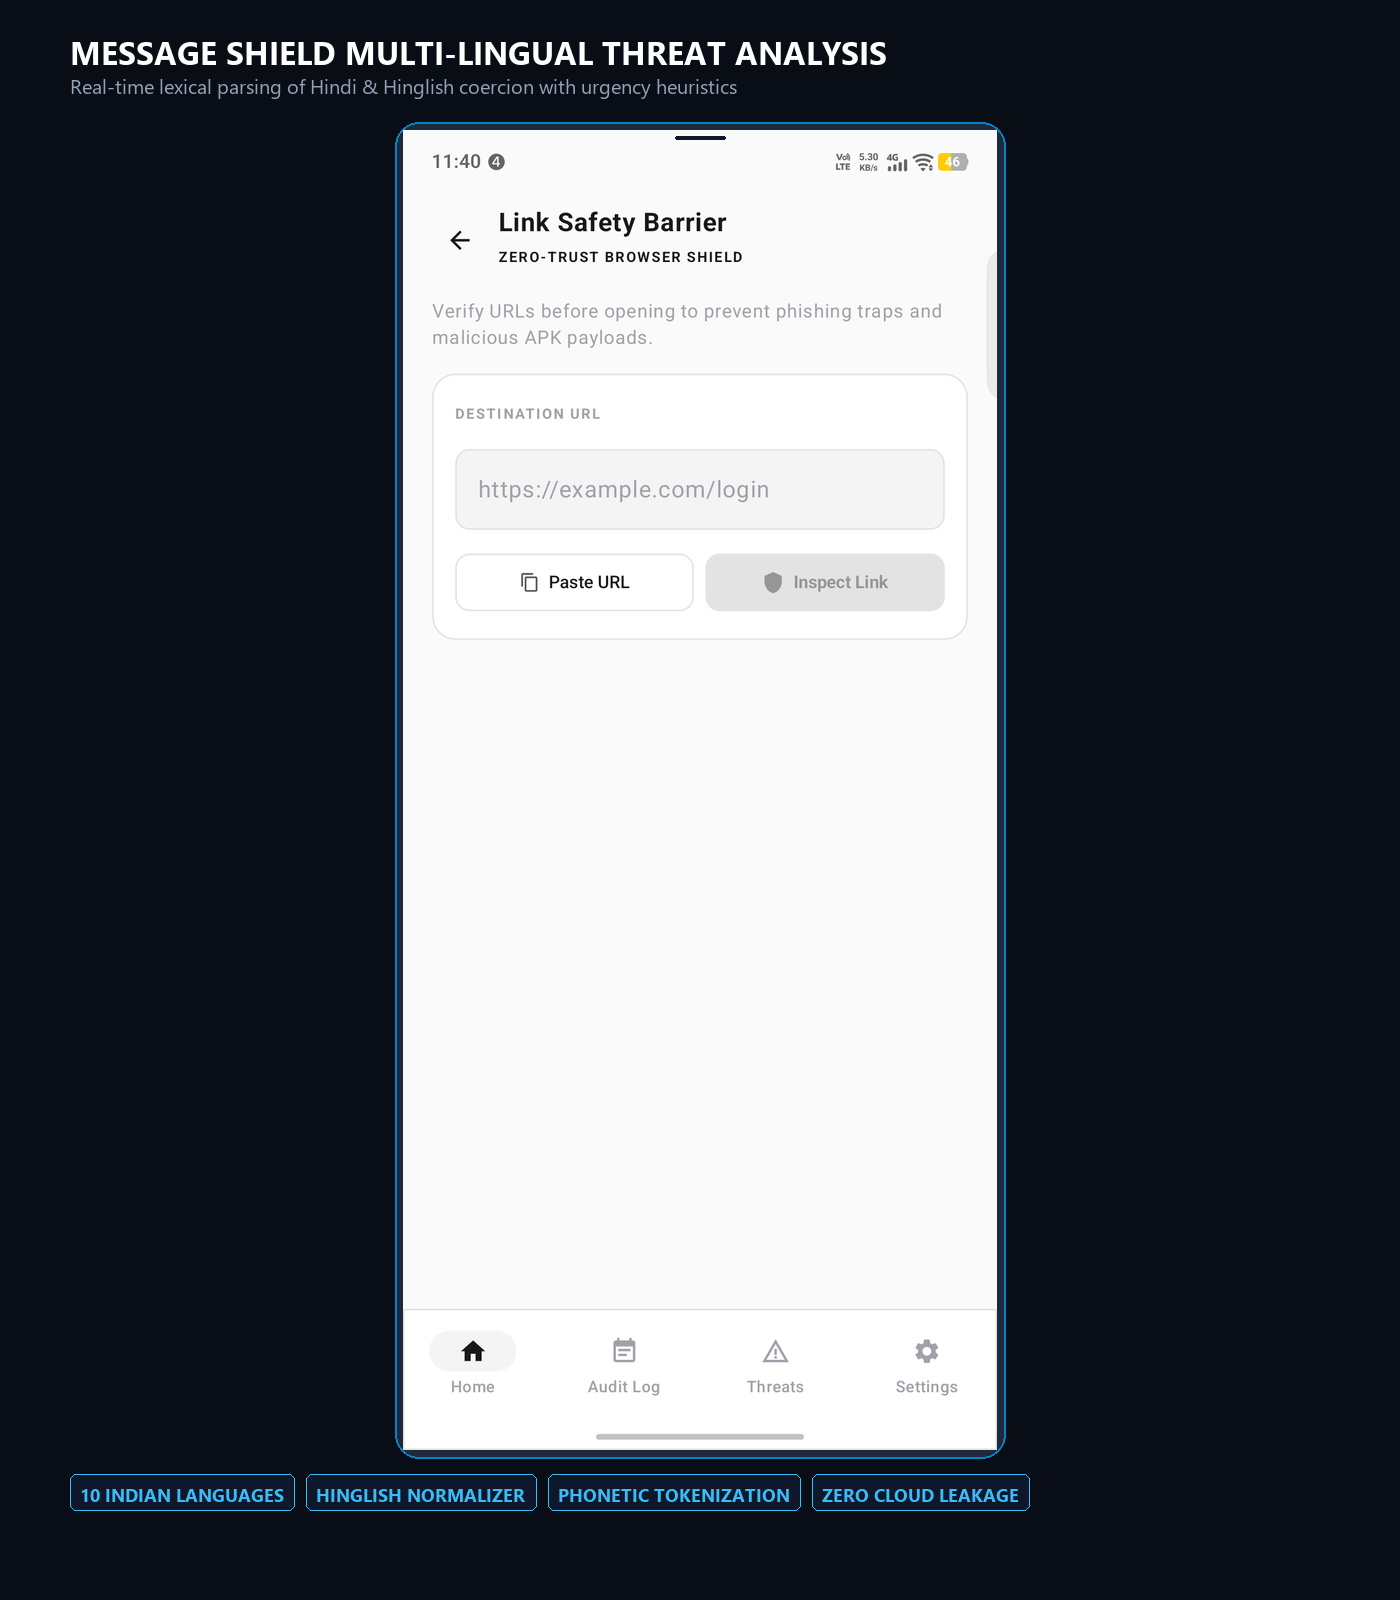 MESSAGE SHIELD MULTI-LINGUAL THREAT ANALYSIS
Real-time lexical parsing of Hindi & Hinglish coercion with urgency heuristics
11:40 4
Vo)) LTE 5.30 KB/s 4G 46
Link Safety Barrier
ZERO-TRUST BROWSER SHIELD
Verify URLs before opening to prevent phishing traps and
malicious APK payloads.
DESTINATION URL
https://example.com/login
Paste URL Inspect Link
Home Audit Log Threats Settings
10 INDIAN LANGUAGES HINGLISH NORMALIZER PHONETIC TOKENIZATION ZERO CLOUD LEAKAGE